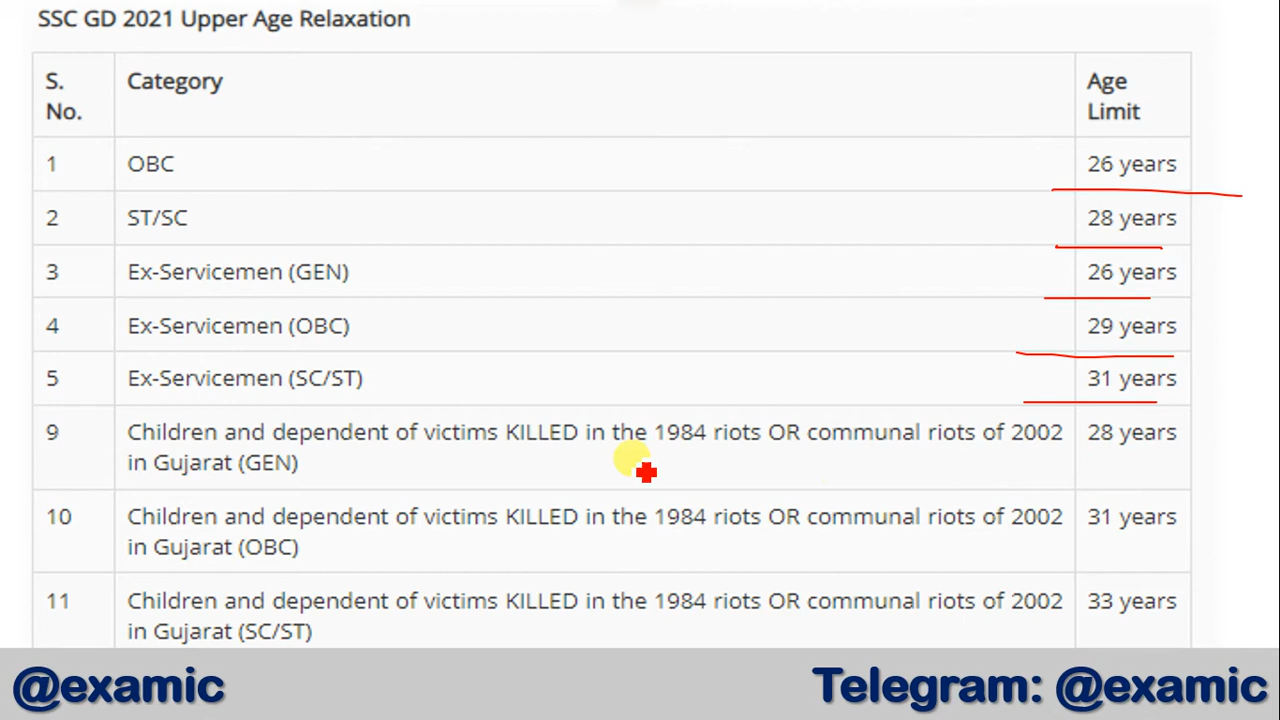 SSC GD 2021 Upper Age Relaxation
S. No. Category Age Limit
1 OBC 26 years
2 ST/SC 28 years
3 Ex-Servicemen (GEN) 26 years
4 Ex-Servicemen (OBC) 29 years
5 Ex-Servicemen (SC/ST) 31 years
9 Children and dependent of victims KILLED in the 1984 riots OR communal riots of 2002 28 years
in Gujarat (GEN)
10 Children and dependent of victims KILLED in the 1984 riots OR communal riots of 2002 31 years
in Gujarat (OBC)
11 Children and dependent of victims KILLED in the 1984 riots OR communal riots of 2002 33 years
in Gujarat (SC/ST)
@examic Telegram: @examic